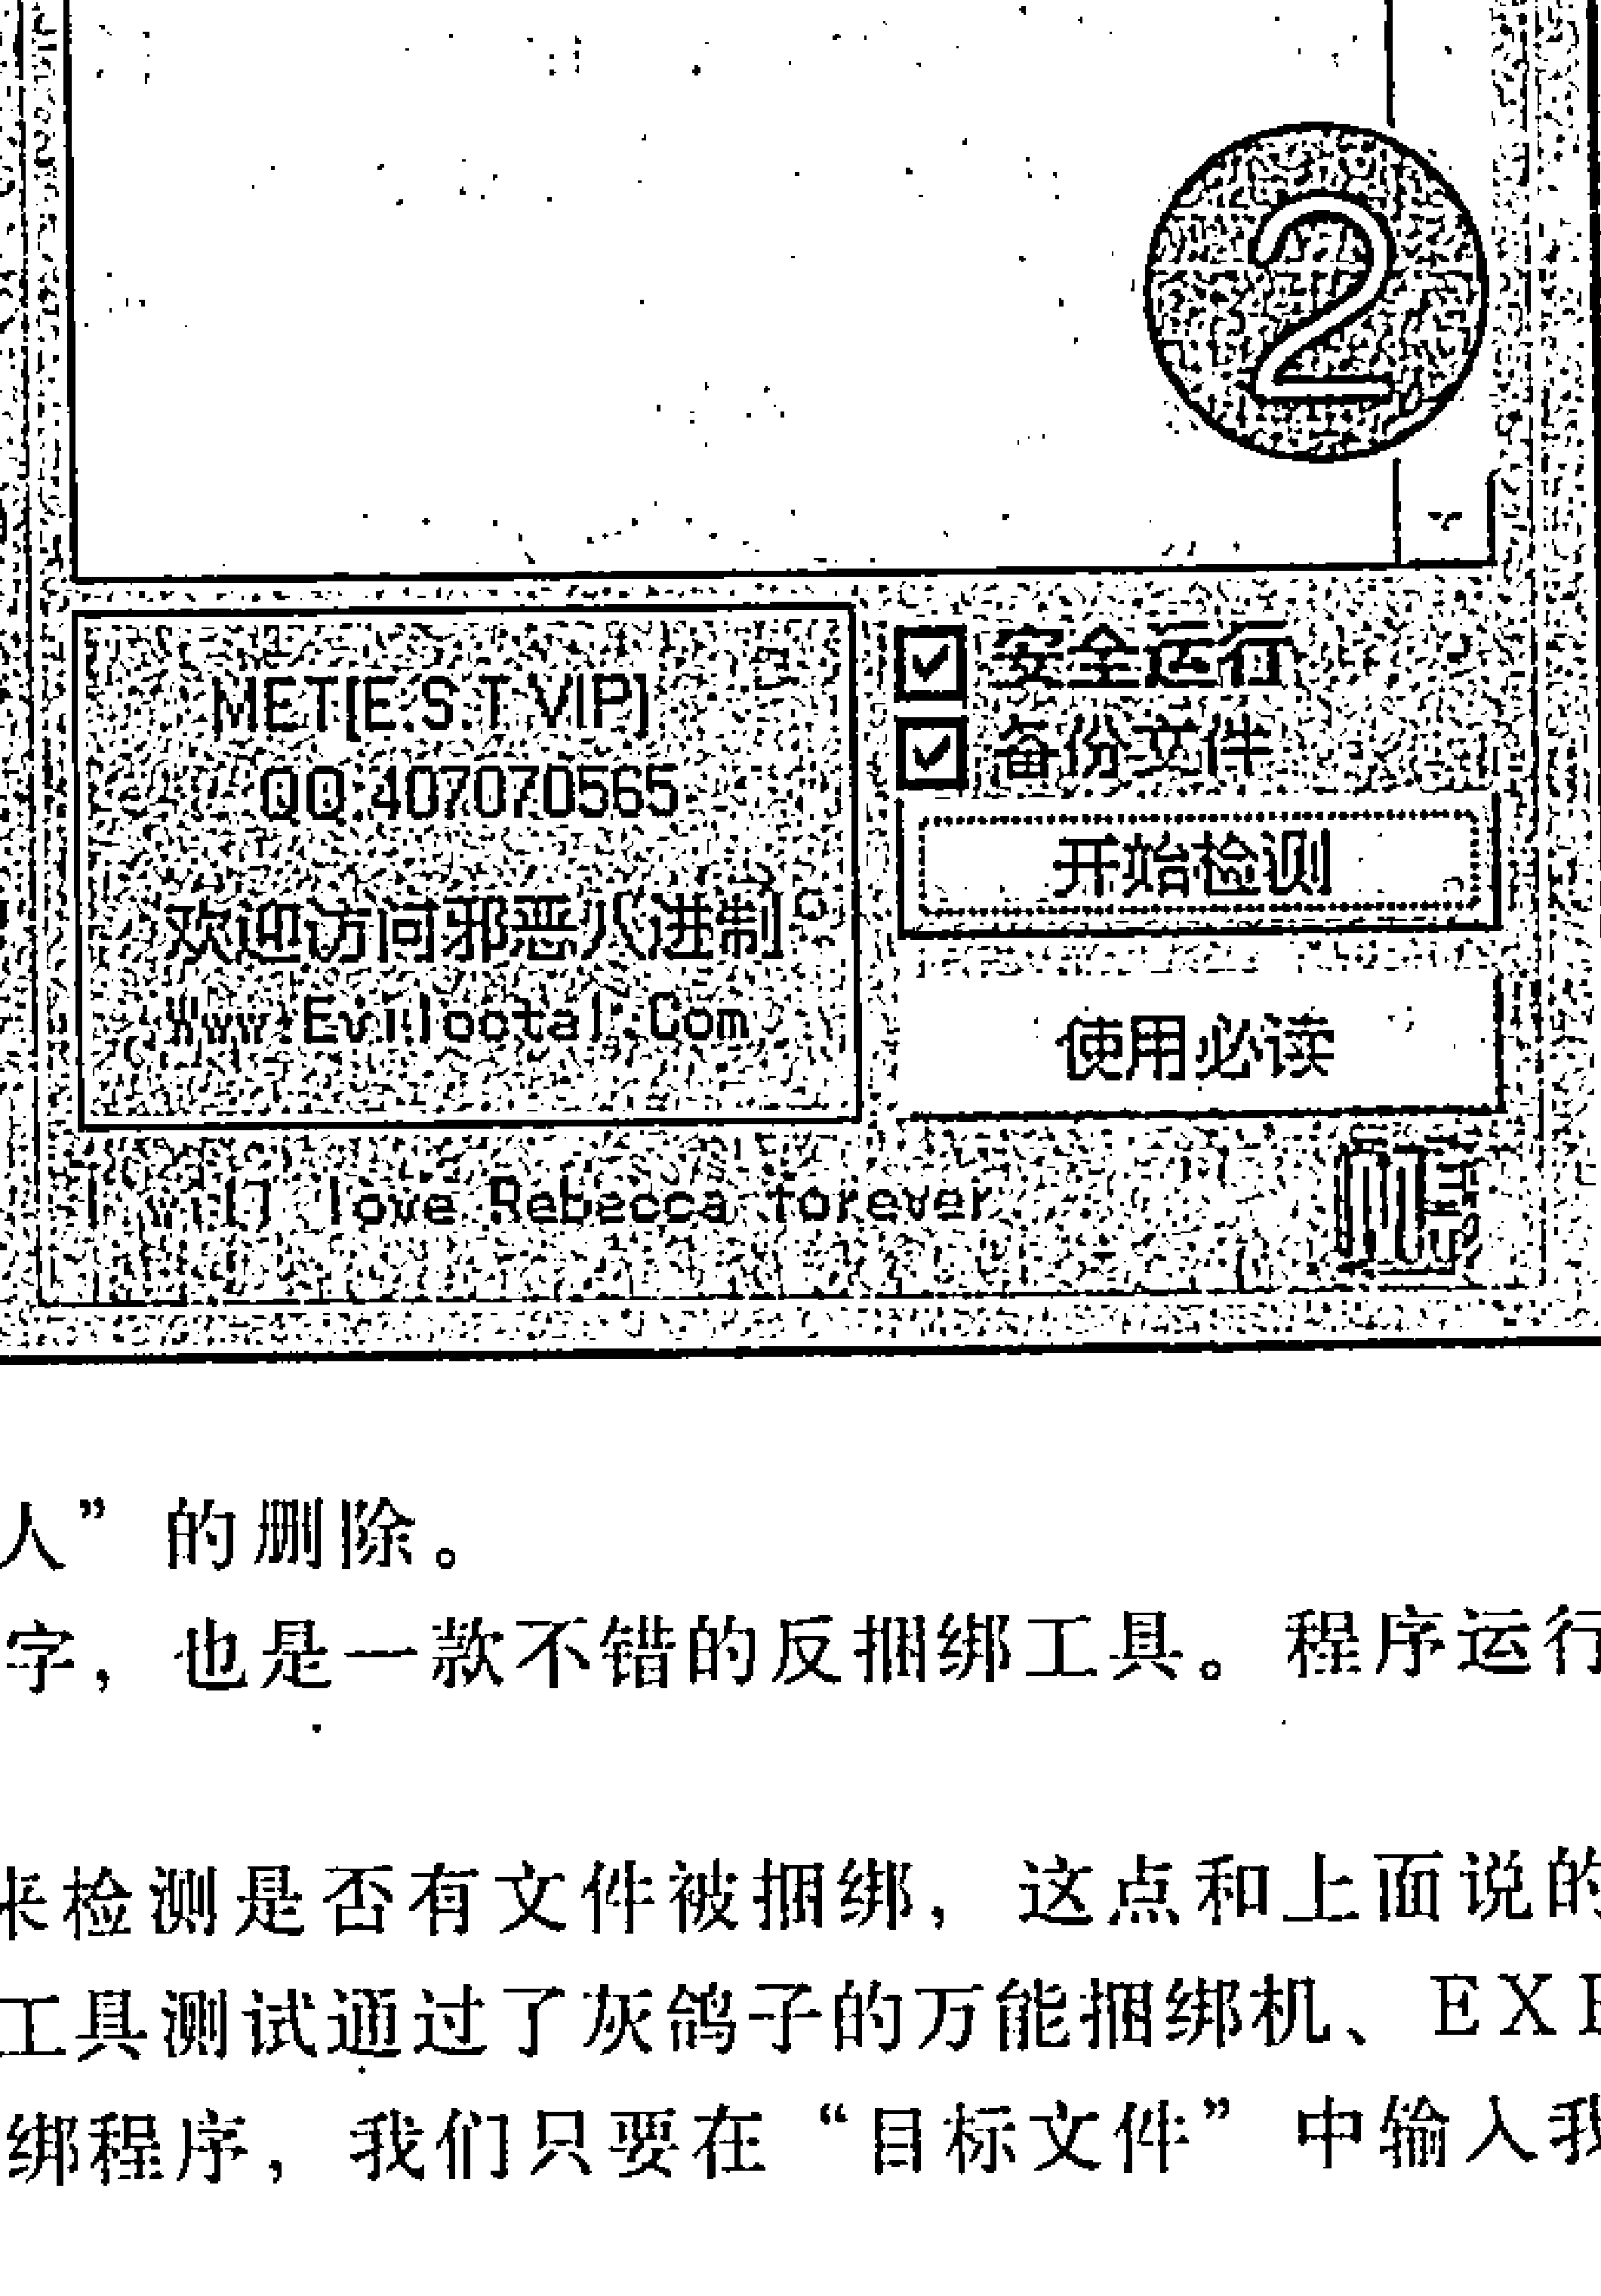 2
MET[E.S.T VIP]
QQ:407070565
欢迎访问邪恶八进制
Www.Eviloctal.Com
安全运行
备份文件
开始检测
使用必读
I will love Rebecca forever
人”的删除。
字，也是一款不错的反捆绑工具。程序运行
来检测是否有文件被捆绑，这点和上面说的
工具测试通过了灰鸽子的万能捆绑机、EX
绑程序，我们只要在“目标文件”中输入我